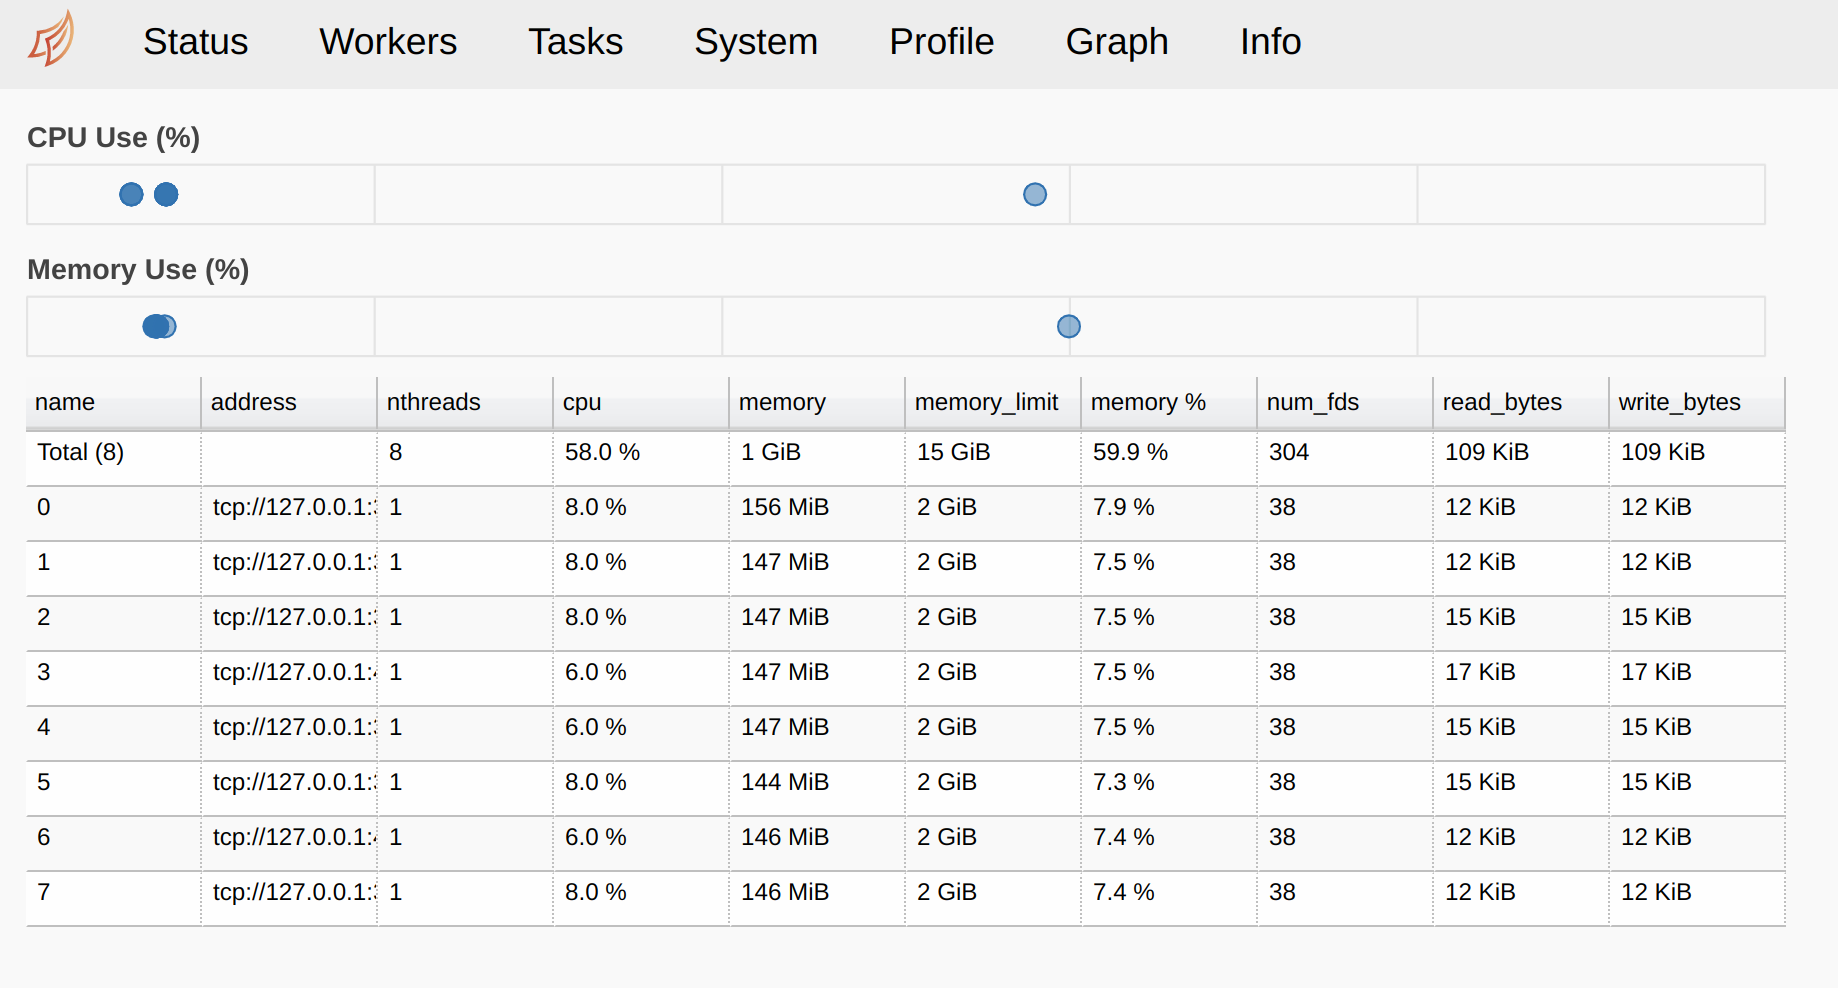 Status Workers Tasks System Profile Graph Info
CPU Use (%)
Memory Use (%)
name address nthreads cpu memory memory_limit memory % num_fds read_bytes write_bytes
Total (8) 8 58.0 % 1 GiB 15 GiB 59.9 % 304 109 KiB 109 KiB
0 tcp://127.0.0.1: 1 8.0 % 156 MiB 2 GiB 7.9 % 38 12 KiB 12 KiB
1 tcp://127.0.0.1: 1 8.0 % 147 MiB 2 GiB 7.5 % 38 12 KiB 12 KiB
2 tcp://127.0.0.1: 1 8.0 % 147 MiB 2 GiB 7.5 % 38 15 KiB 15 KiB
3 tcp://127.0.0.1: 1 6.0 % 147 MiB 2 GiB 7.5 % 38 17 KiB 17 KiB
4 tcp://127.0.0.1: 1 6.0 % 147 MiB 2 GiB 7.5 % 38 15 KiB 15 KiB
5 tcp://127.0.0.1: 1 8.0 % 144 MiB 2 GiB 7.3 % 38 15 KiB 15 KiB
6 tcp://127.0.0.1: 1 6.0 % 146 MiB 2 GiB 7.4 % 38 12 KiB 12 KiB
7 tcp://127.0.0.1: 1 8.0 % 146 MiB 2 GiB 7.4 % 38 12 KiB 12 KiB